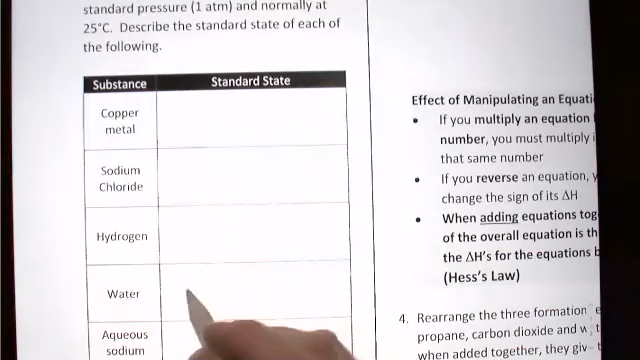 standard pressure (1 atm) and normally at
25°C. Describe the standard state of each of
the following.
Substance Standard State
Copper
metal
Sodium
Chloride
Hydrogen
Water
Aqueous
sodium
Effect of Manipulating an
• If you multiply an equation
number, you must multiply
that same number
• If you reverse an equation,
change the sign of its ΔH
• When adding equations
of the overall equation is
the ΔH's for the equations
(Hess's Law)
4. Rearrange the three formation
propane, carbon dioxide and
when added together, they